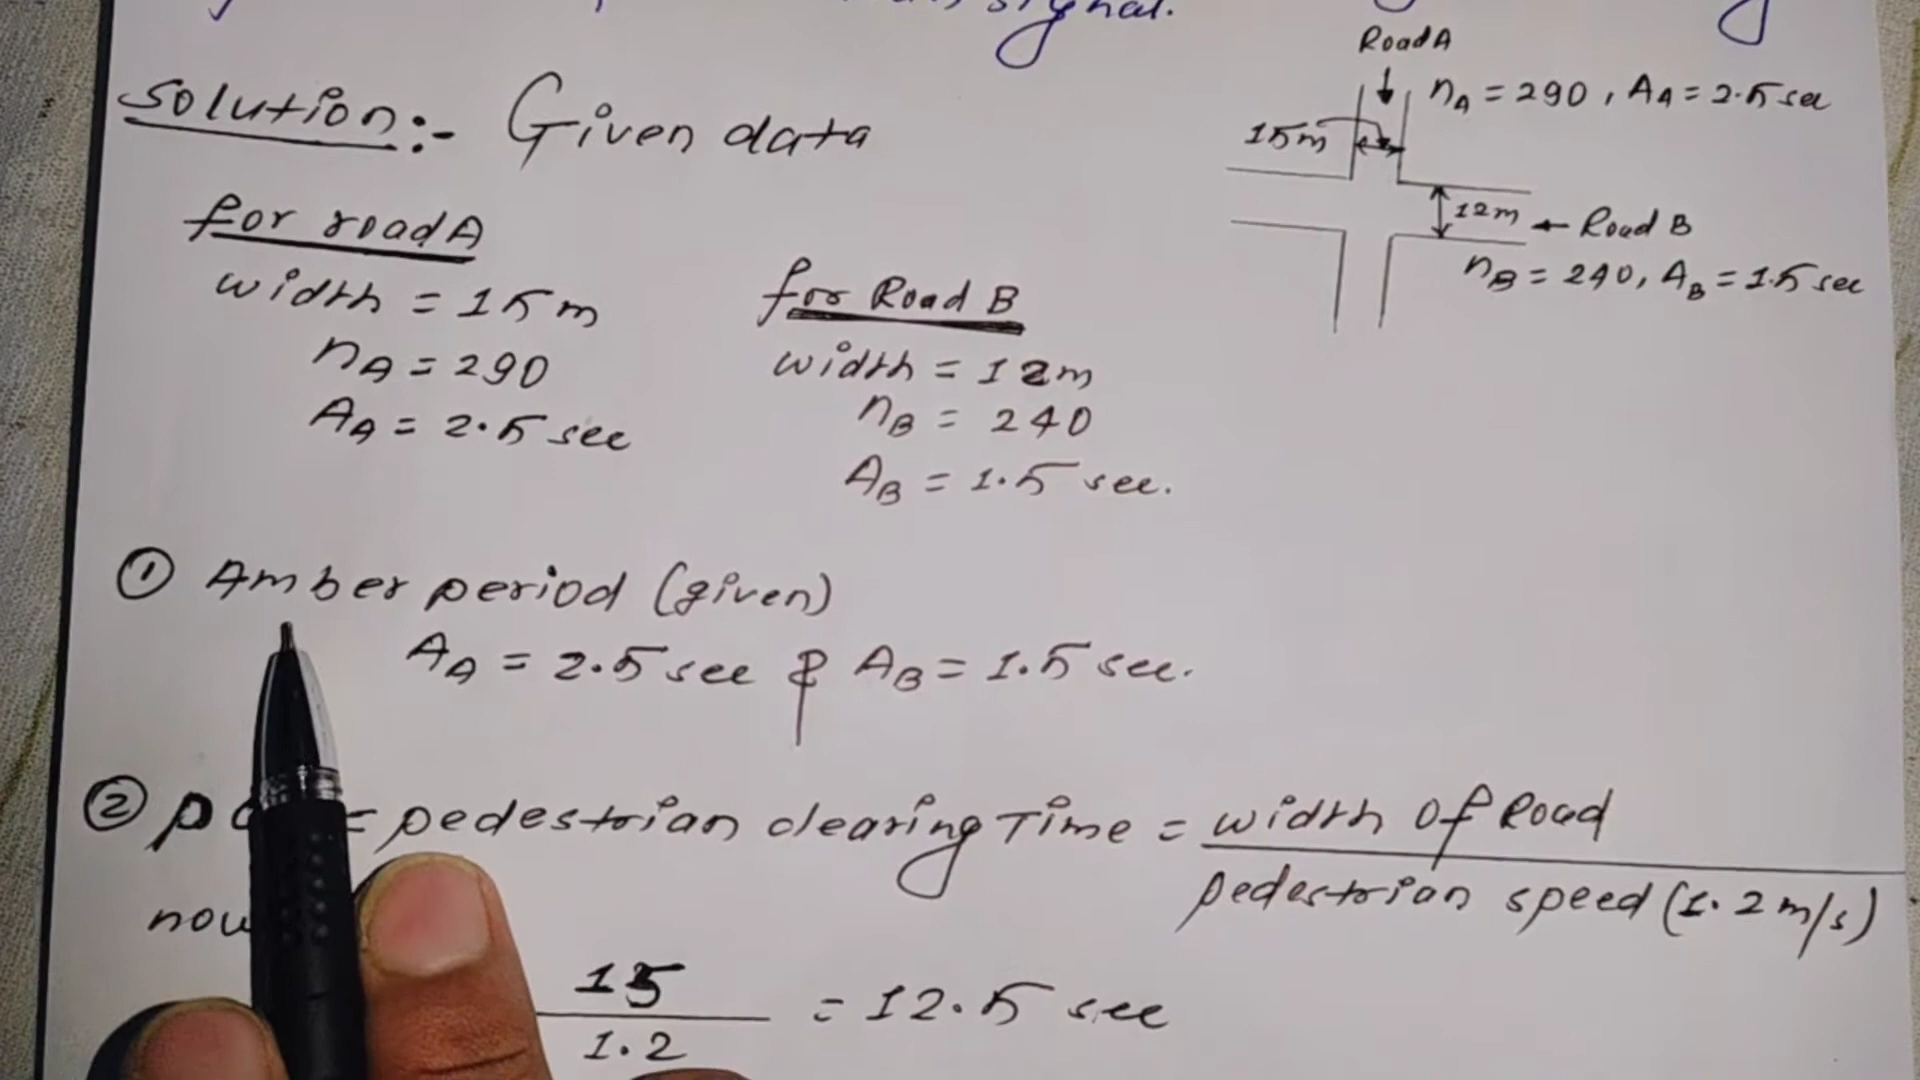 signal.
Solution:- Given data
for road A
width = 15 m
nA = 290
AA = 2.5 sec
for Road B
width = 12m
nB = 240
AB = 1.5 sec.
Road A
nA = 290, AA = 2.5 sec
15m
12m ← Road B
nB = 240, AB = 1.5 sec
① Amber period (given)
AA = 2.5 sec & AB = 1.5 sec.
② = pedestrian clearing Time = width of Road
pedestrian speed (1.2 m/s)
now
15
= 12.5 sec
1.2